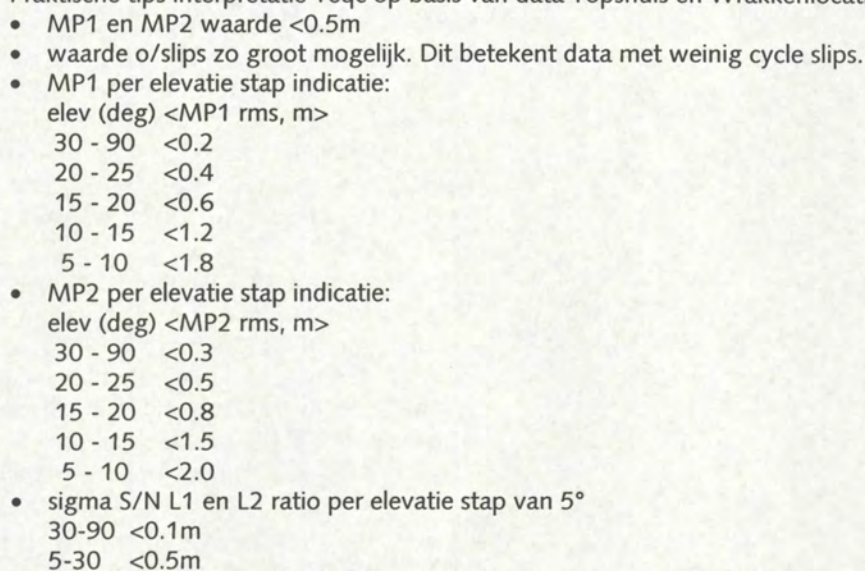 • MP1 en MP2 waarde <0.5m
• waarde o/slips zo groot mogelijk. Dit betekent data met weinig cycle slips.
• MP1 per elevatie stap indicatie:
elev (deg) <MP1 rms, m>
30 - 90 <0.2
20 - 25 <0.4
15 - 20 <0.6
10 - 15 <1.2
5 - 10 <1.8
• MP2 per elevatie stap indicatie:
elev (deg) <MP2 rms, m>
30 - 90 <0.3
20 - 25 <0.5
15 - 20 <0.8
10 - 15 <1.5
5 - 10 <2.0
• sigma S/N L1 en L2 ratio per elevatie stap van 5°
30-90 <0.1m
5-30 <0.5m